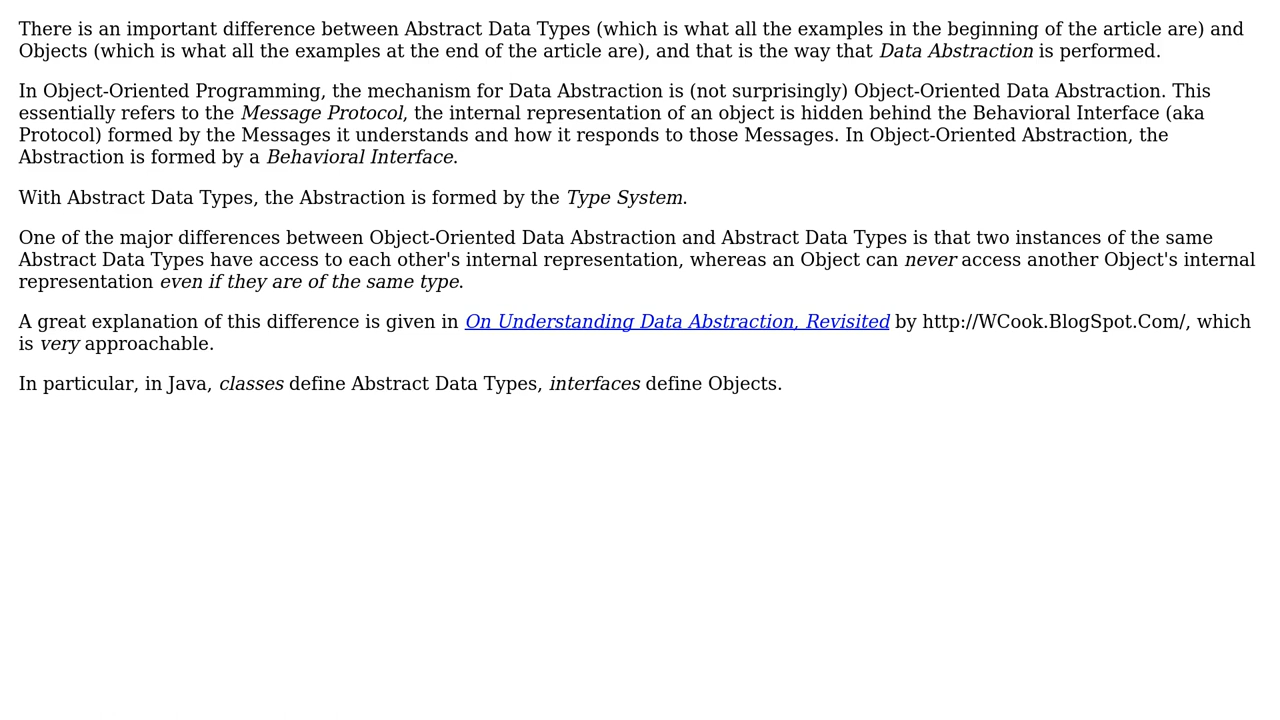 There is an important difference between Abstract Data Types (which is what all the examples in the beginning of the article are) and
Objects (which is what all the examples at the end of the article are), and that is the way that Data Abstraction is performed.
In Object-Oriented Programming, the mechanism for Data Abstraction is (not surprisingly) Object-Oriented Data Abstraction. This
essentially refers to the Message Protocol, the internal representation of an object is hidden behind the Behavioral Interface (aka
Protocol) formed by the Messages it understands and how it responds to those Messages. In Object-Oriented Abstraction, the
Abstraction is formed by a Behavioral Interface.
With Abstract Data Types, the Abstraction is formed by the Type System.
One of the major differences between Object-Oriented Data Abstraction and Abstract Data Types is that two instances of the same
Abstract Data Types have access to each other's internal representation, whereas an Object can never access another Object's internal
representation even if they are of the same type.
A great explanation of this difference is given in On Understanding Data Abstraction, Revisited by http://WCook.BlogSpot.Com/, which
is very approachable.
In particular, in Java, classes define Abstract Data Types, interfaces define Objects.